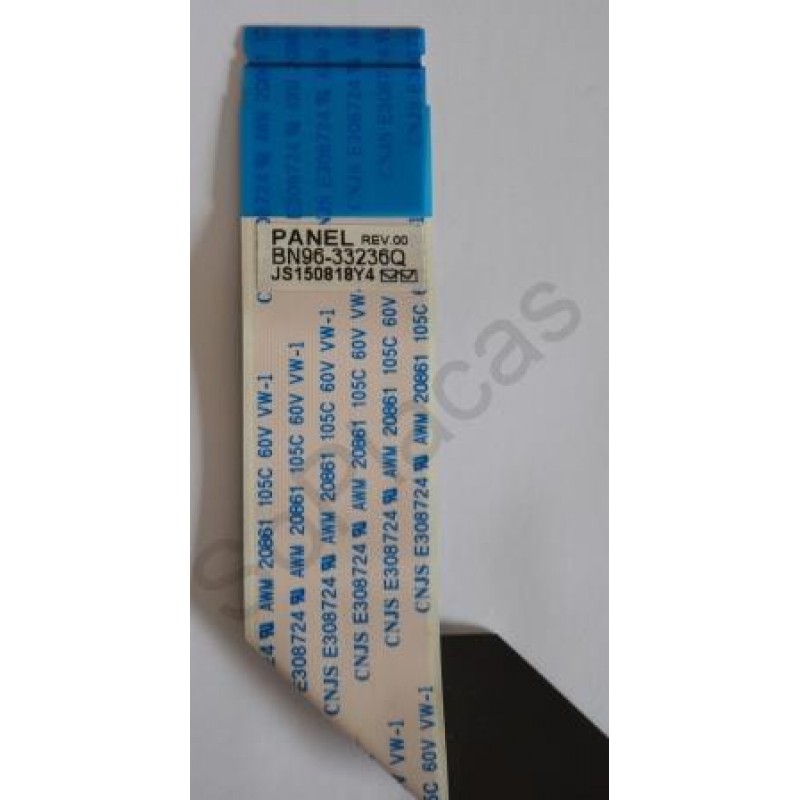 PANEL REV.00
BN96-33236Q
JS150818Y4
AWM 20861 105C 60V VW-1
E308724 AWM 20861 105C 60V VW-1
CNJS E308724 AWM 20861 105C 60V VW-1
CNJS E308724 AWM 20861 105C 60V VW-1
CNJS E308724 AWM 20861 105C 60V
CNJS E308724 AWM 20861 105C
VW-1
60V VW-1
SóPlacas